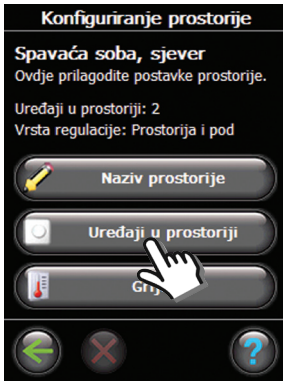 Konfiguriranje prostorije
Spavaća soba, sjever
Ovdje prilagodite postavke prostorije.
Uređaji u prostoriji: 2
Vrsta regulacije: Prostorija i pod
Naziv prostorije
Uređaji u prostoriji
?